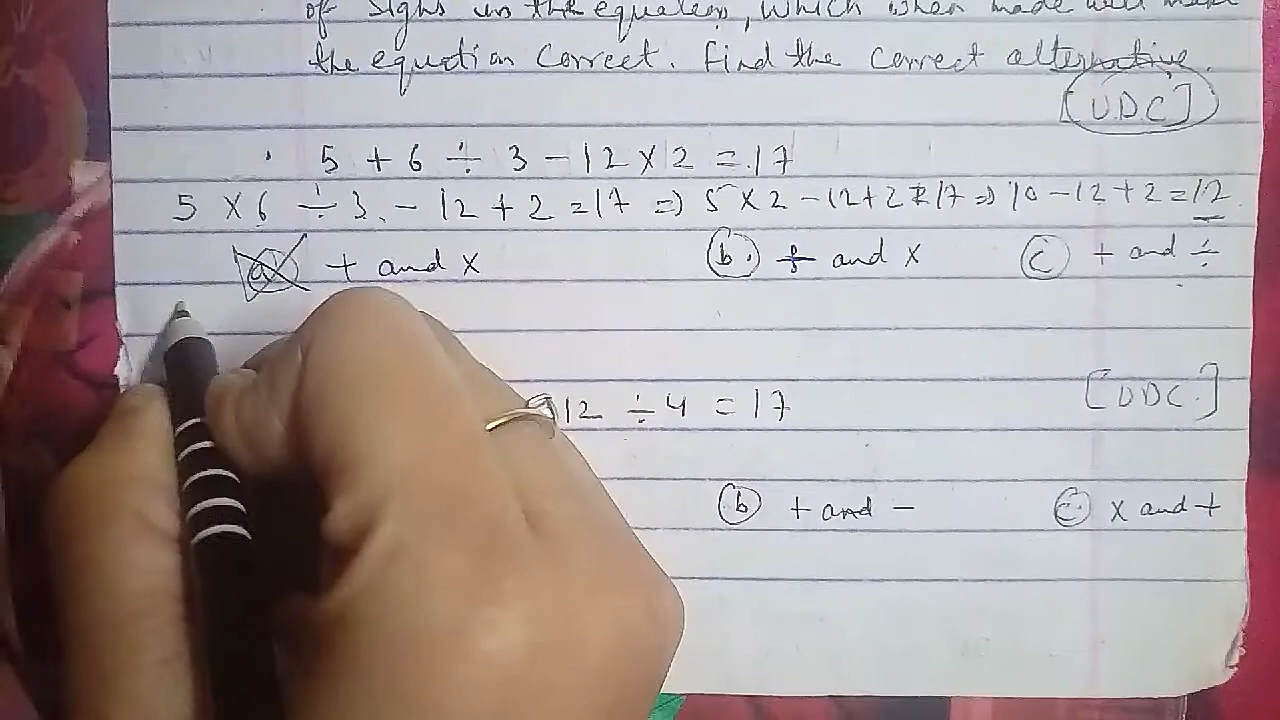 of signs in the equation, which when made will
the equation correct. Find the correct alternative.
[U.D.C]
5 + 6 ÷ 3 - 12 X 2 = 17
5 X 6 ÷ 3 - 12 + 2 = 17 => 5 X 2 - 12 + 2 ≠ 17 => 10 - 12 + 2 = 12
(a) + and X (b.) ÷ and X (c) + and ÷
12 ÷ 4 = 17 [UDC.]
(b) + and - (c.) X and +